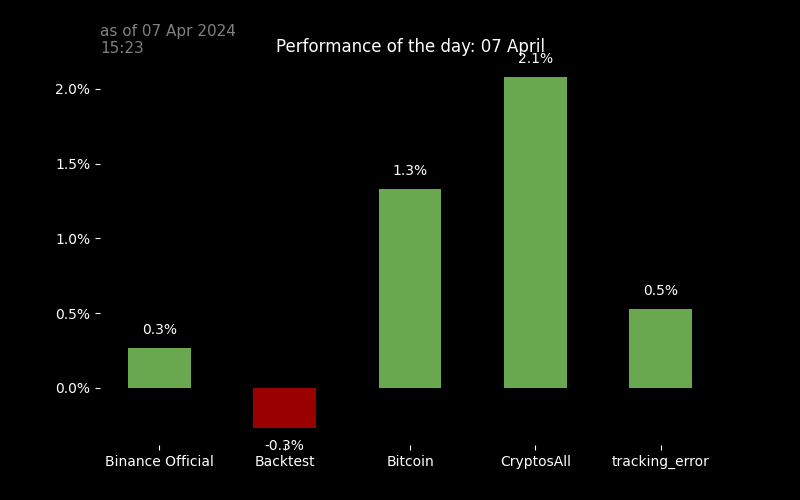 as of 07 Apr 2024
15:23
Performance of the day: 07 April
2.1%
2.0%
1.5%
1.3%
1.0%
0.5%
0.5%
0.3%
0.0%
-0.3%
Binance Official
Backtest
Bitcoin
CryptosAll
tracking_error